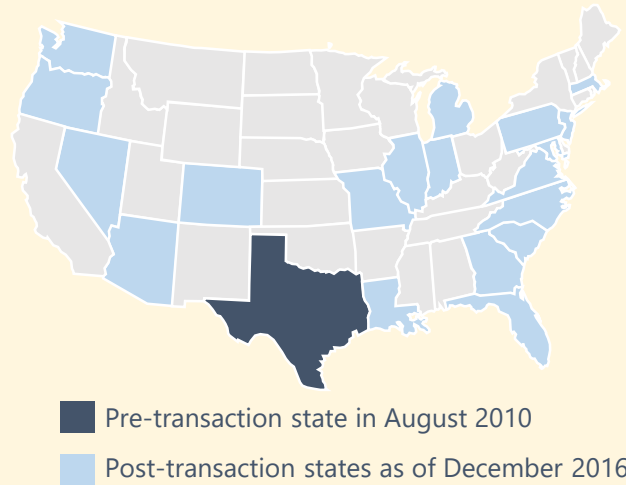 Pre-transaction state in August 2010
Post-transaction states as of December 2016